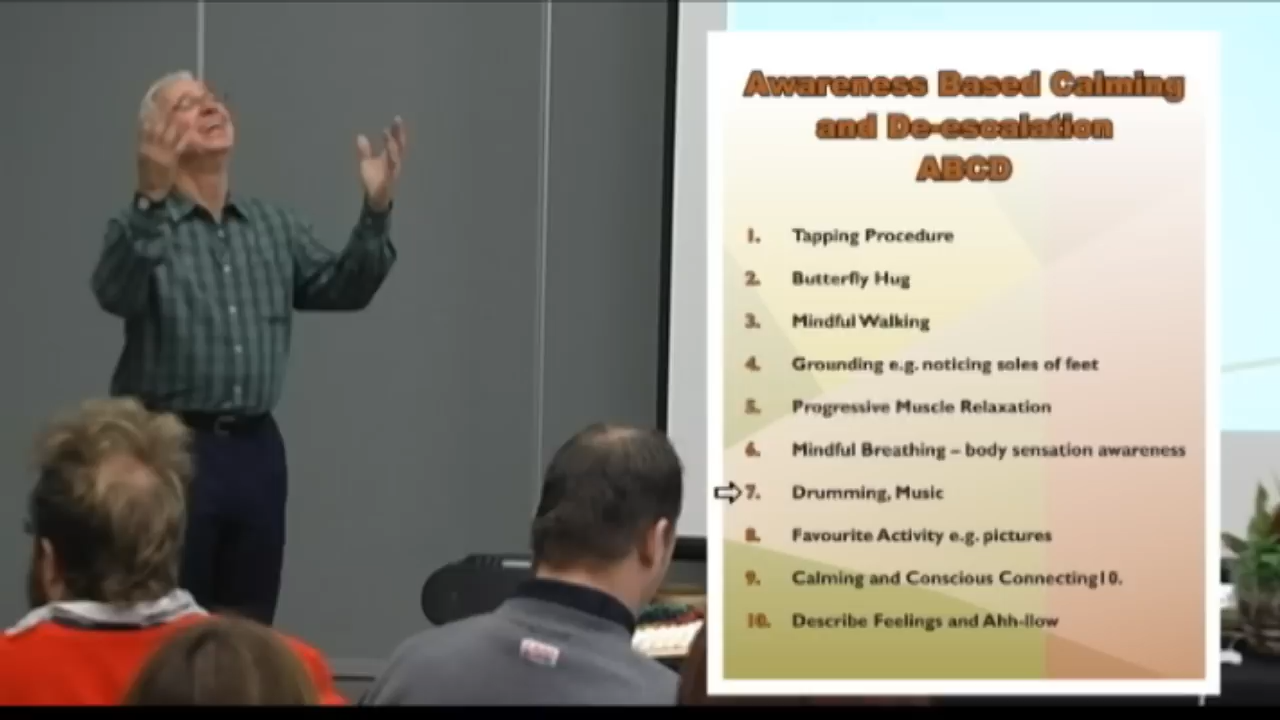 Awareness Based Calming
and De-escalation
ABCD
1. Tapping Procedure
2. Butterfly Hug
3. Mindful Walking
4. Grounding e.g. noticing soles of feet
5. Progressive Muscle Relaxation
6. Mindful Breathing – body sensation awareness
7. Drumming, Music
8. Favourite Activity e.g. pictures
9. Calming and Conscious Connecting10.
10. Describe Feelings and Ahh-llow